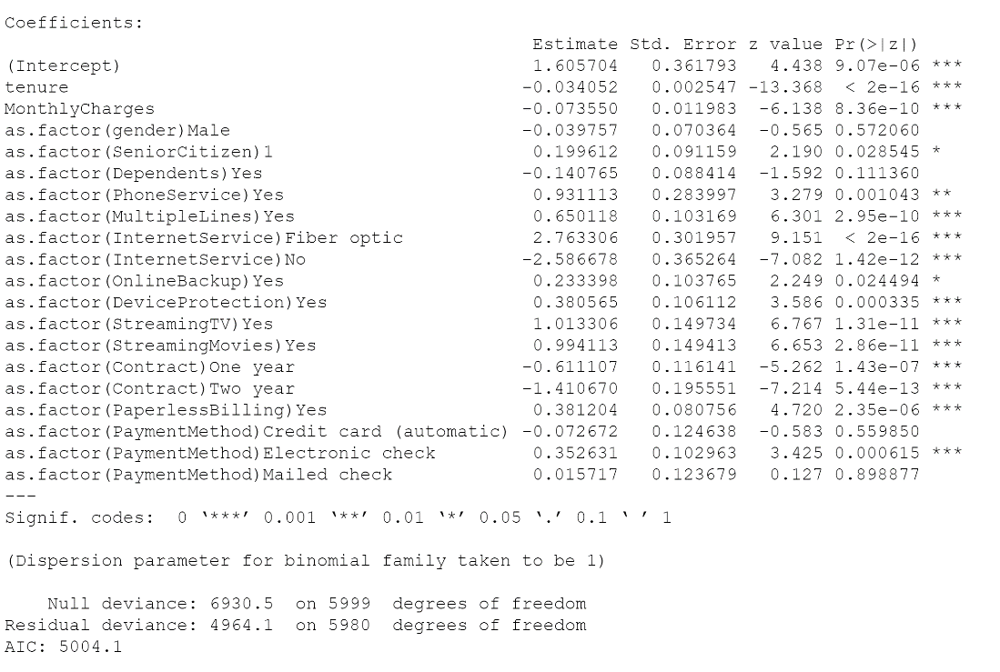 Coefficients:
Estimate Std. Error z value Pr(>|z|)
(Intercept) 1.605704 0.361793 4.438 9.07e-06 ***
tenure -0.034052 0.002547 -13.368 < 2e-16 ***
MonthlyCharges -0.073550 0.011983 -6.138 8.36e-10 ***
as.factor(gender)Male -0.039757 0.070364 -0.565 0.572060
as.factor(SeniorCitizen)1 0.199612 0.091159 2.190 0.028545 *
as.factor(Dependents)Yes -0.140765 0.088414 -1.592 0.111360
as.factor(PhoneService)Yes 0.931113 0.283997 3.279 0.001043 **
as.factor(MultipleLines)Yes 0.650118 0.103169 6.301 2.95e-10 ***
as.factor(InternetService)Fiber optic 2.763306 0.301957 9.151 < 2e-16 ***
as.factor(InternetService)No -2.586678 0.365264 -7.082 1.42e-12 ***
as.factor(OnlineBackup)Yes 0.233398 0.103765 2.249 0.024494 *
as.factor(DeviceProtection)Yes 0.380565 0.106112 3.586 0.000335 ***
as.factor(StreamingTV)Yes 1.013306 0.149734 6.767 1.31e-11 ***
as.factor(StreamingMovies)Yes 0.994113 0.149413 6.653 2.86e-11 ***
as.factor(Contract)One year -0.611107 0.116141 -5.262 1.43e-07 ***
as.factor(Contract)Two year -1.410670 0.195551 -7.214 5.44e-13 ***
as.factor(PaperlessBilling)Yes 0.381204 0.080756 4.720 2.35e-06 ***
as.factor(PaymentMethod)Credit card (automatic) -0.072672 0.124638 -0.583 0.559850
as.factor(PaymentMethod)Electronic check 0.352631 0.102963 3.425 0.000615 ***
as.factor(PaymentMethod)Mailed check 0.015717 0.123679 0.127 0.898877
---
Signif. codes: 0 ‘***’ 0.001 ‘**’ 0.01 ‘*’ 0.05 ‘.’ 0.1 ‘ ’ 1
(Dispersion parameter for binomial family taken to be 1)
Null deviance: 6930.5 on 5999 degrees of freedom
Residual deviance: 4964.1 on 5980 degrees of freedom
AIC: 5004.1